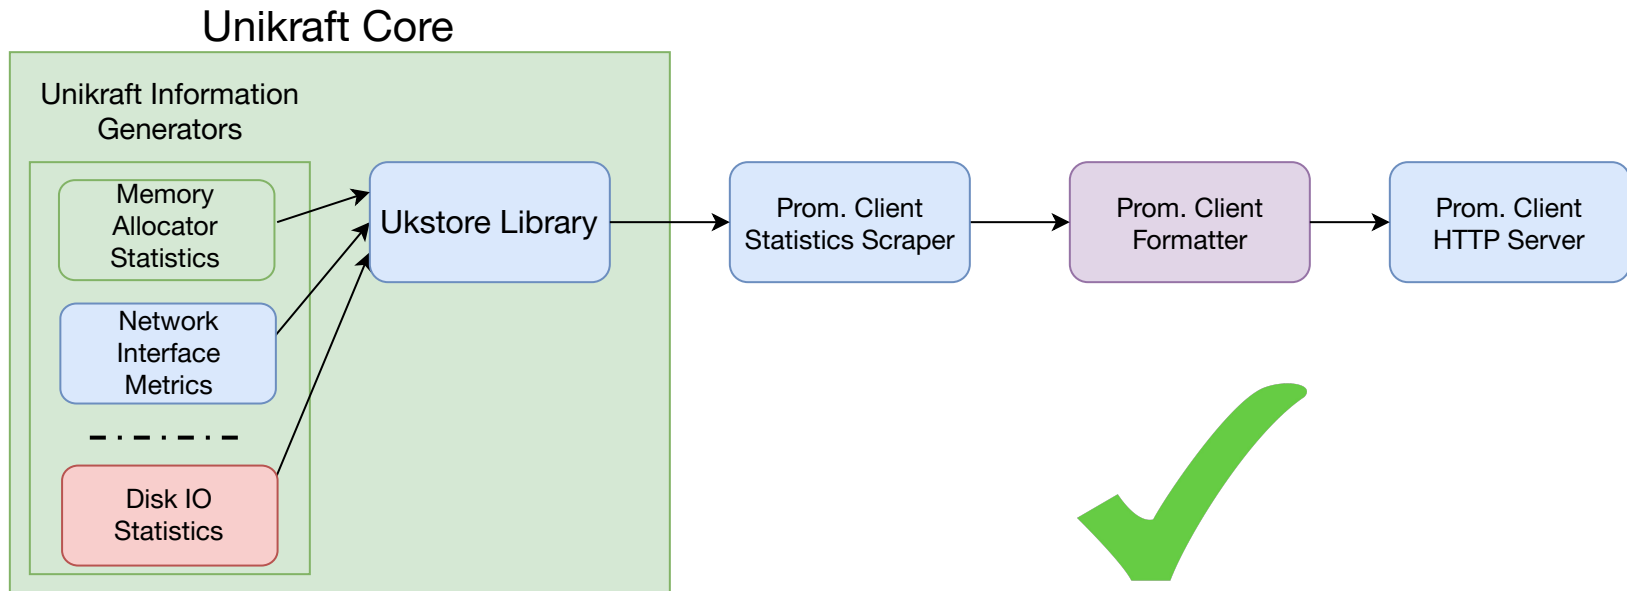 Unikraft Core
Unikraft Information
Generators
Memory
Allocator
Statistics
Network
Interface
Metrics
Disk IO
Statistics
Ukstore Library
Prom. Client
Statistics Scraper
Prom. Client
Formatter
Prom. Client
HTTP Server